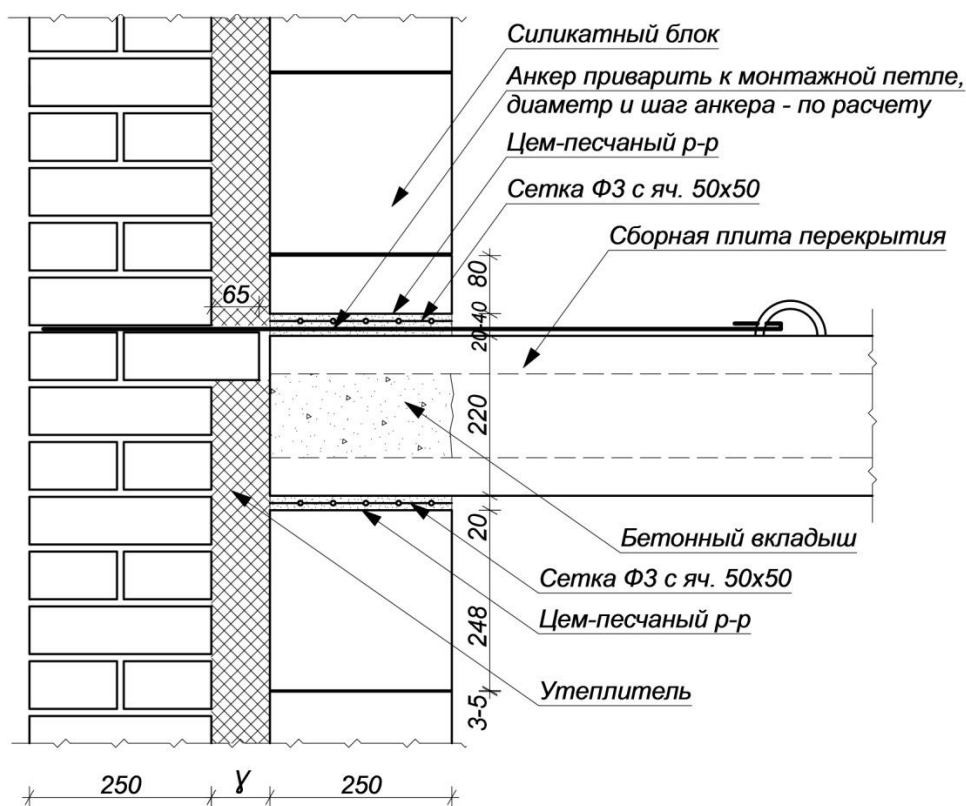 Силикатный блок
Анкер приварить к монтажной петле,
диаметр и шаг анкера - по расчету
Цем-песчаный р-р
Сетка Ф3 с яч. 50х50
Сборная плита перекрытия
80
65
20-40
220
20
Бетонный вкладыш
Сетка Ф3 с яч. 50х50
Цем-песчаный р-р
248
Утеплитель
3-5
250 γ 250